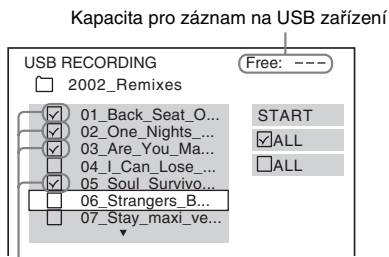 Kapacita pro záznam na USB zařízení
USB RECORDING
Free: ---
2002_Remixes
01_Back_Seat_O...
02_One_Nights_...
03_Are_You_Ma...
04_I_Can_Lose_...
05_Soul_Survivo...
06_Strangers_B...
07_Stay_maxi_ve...
START
ALL
ALL